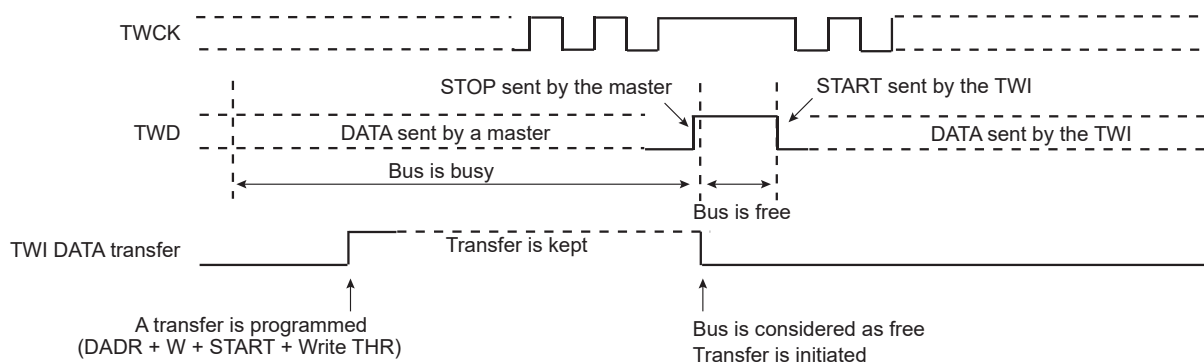 TWCK
STOP sent by the master
START sent by the TWI
TWD
DATA sent by a master
DATA sent by the TWI
Bus is busy
Bus is free
TWI DATA transfer
Transfer is kept
A transfer is programmed
(DADR + W + START + Write THR)
Bus is considered as free
Transfer is initiated